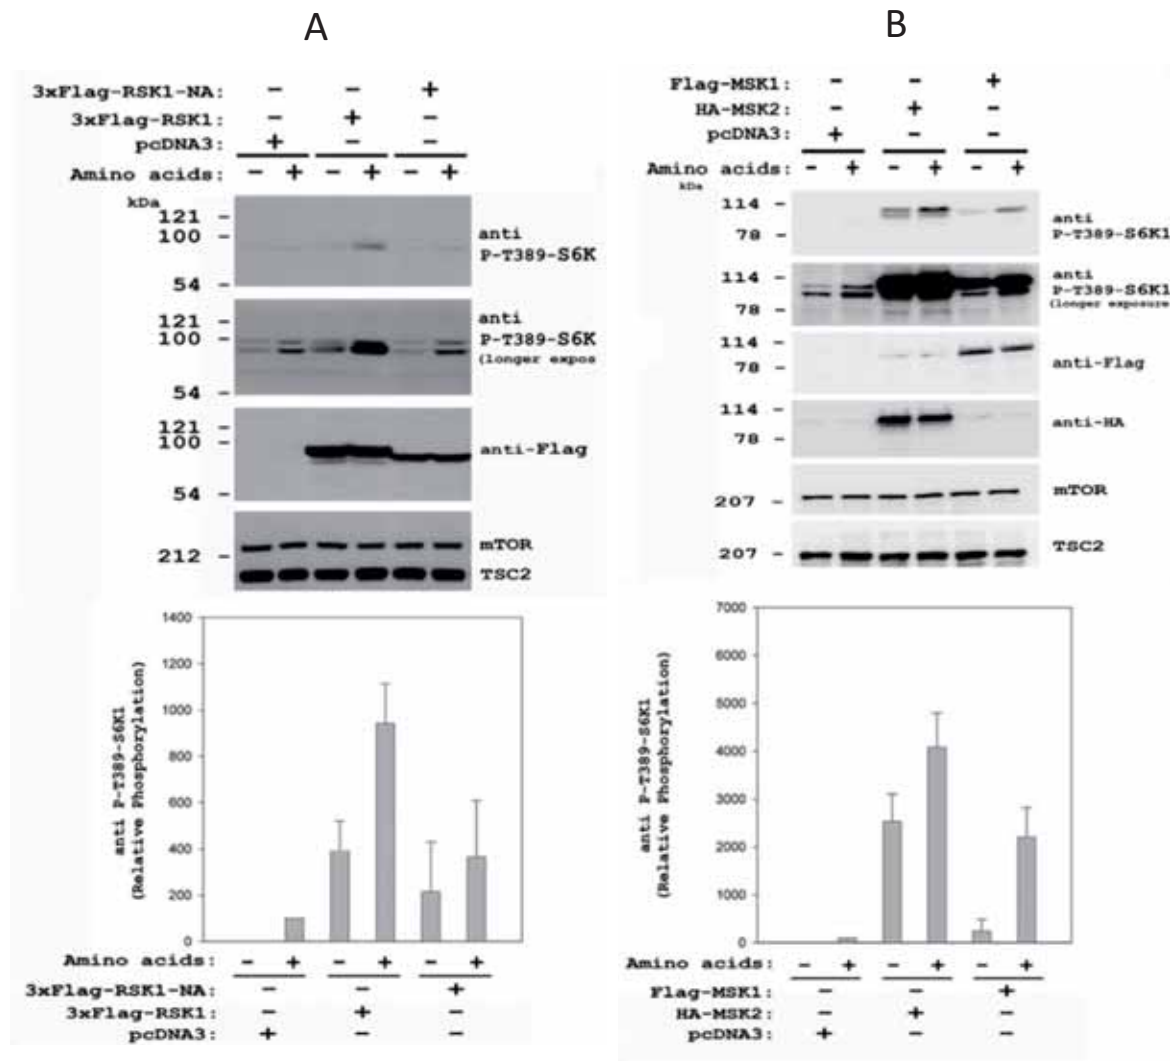 A
3xFlag-RSK1-NA: - - +
3xFlag-RSK1: - + -
pcDNA3: + - -
Amino acids: - + - + - +
kDa
121 -
100 -
54 -
anti
P-T389-S6K
121 -
100 -
54 -
anti
P-T389-S6K
(longer expos
121 -
100 -
54 -
anti-Flag
212 -
mTOR
TSC2
1400
1200
1000
800
600
400
200
0
anti P-T389-S6K1
(Relative Phosphorylation)
Amino acids: - + - + - +
3xFlag-RSK1-NA: - - +
3xFlag-RSK1: - + -
pcDNA3: + - -
B
Flag-MSK1: - - +
HA-MSK2: - + -
pcDNA3: + - -
Amino acids: - + - + - +
kDa
114 -
78 -
anti
P-T389-S6K1
114 -
78 -
anti
P-T389-S6K1
(longer exposure
114 -
78 -
anti-Flag
114 -
78 -
anti-HA
207 -
mTOR
207 -
TSC2
7000
6000
5000
4000
3000
2000
1000
0
anti P-T389-S6K1
(Relative Phosphorylation)
Amino acids: - + - + - +
Flag-MSK1: - - +
HA-MSK2: - + -
pcDNA3: + - -